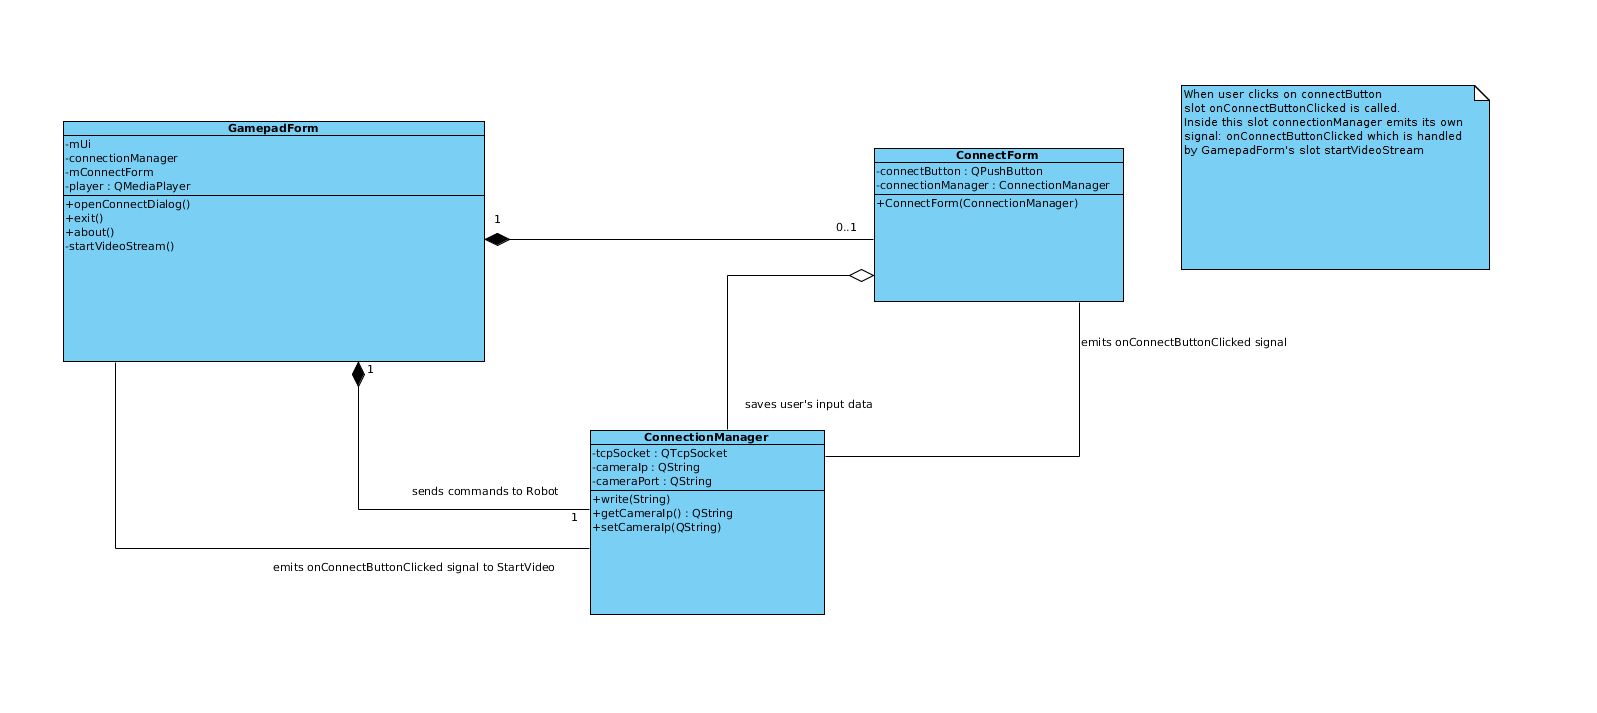 GamepadForm
-mUi
-connectionManager
-mConnectForm
-player : QMediaPlayer
+openConnectDialog()
+exit()
+about()
-startVideoStream()
1
0..1
ConnectForm
-connectButton : QPushButton
-connectionManager : ConnectionManager
+ConnectForm(ConnectionManager)
When user clicks on connectButton
slot onConnectButtonClicked is called.
Inside this slot connectionManager emits its own
signal: onConnectButtonClicked which is handled
by GamepadForm's slot startVideoStream
emits onConnectButtonClicked signal
1
saves user's input data
ConnectionManager
-tcpSocket : QTcpSocket
-cameraIp : QString
-cameraPort : QString
+write(String)
+getCameraIp() : QString
+setCameraIp(QString)
sends commands to Robot
1
emits onConnectButtonClicked signal to StartVideo